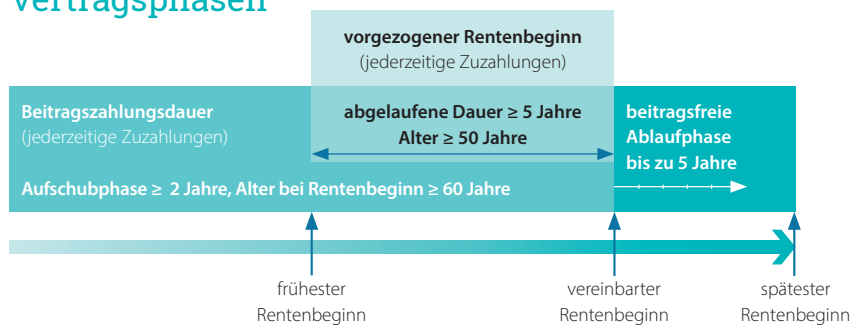 Vertragsphasen
vorgezogener Rentenbeginn
(jederzeitige Zuzahlungen)
Beitragszahlungsdauer
(jederzeitige Zuzahlungen)
abgelaufene Dauer ≥ 5 Jahre
Alter ≥ 50 Jahre
beitragsfreie
Ablaufphase
bis zu 5 Jahre
Aufschubphase ≥ 2 Jahre, Alter bei Rentenbeginn ≥ 60 Jahre
frühester
Rentenbeginn
vereinbarter
Rentenbeginn
spätester
Rentenbeginn